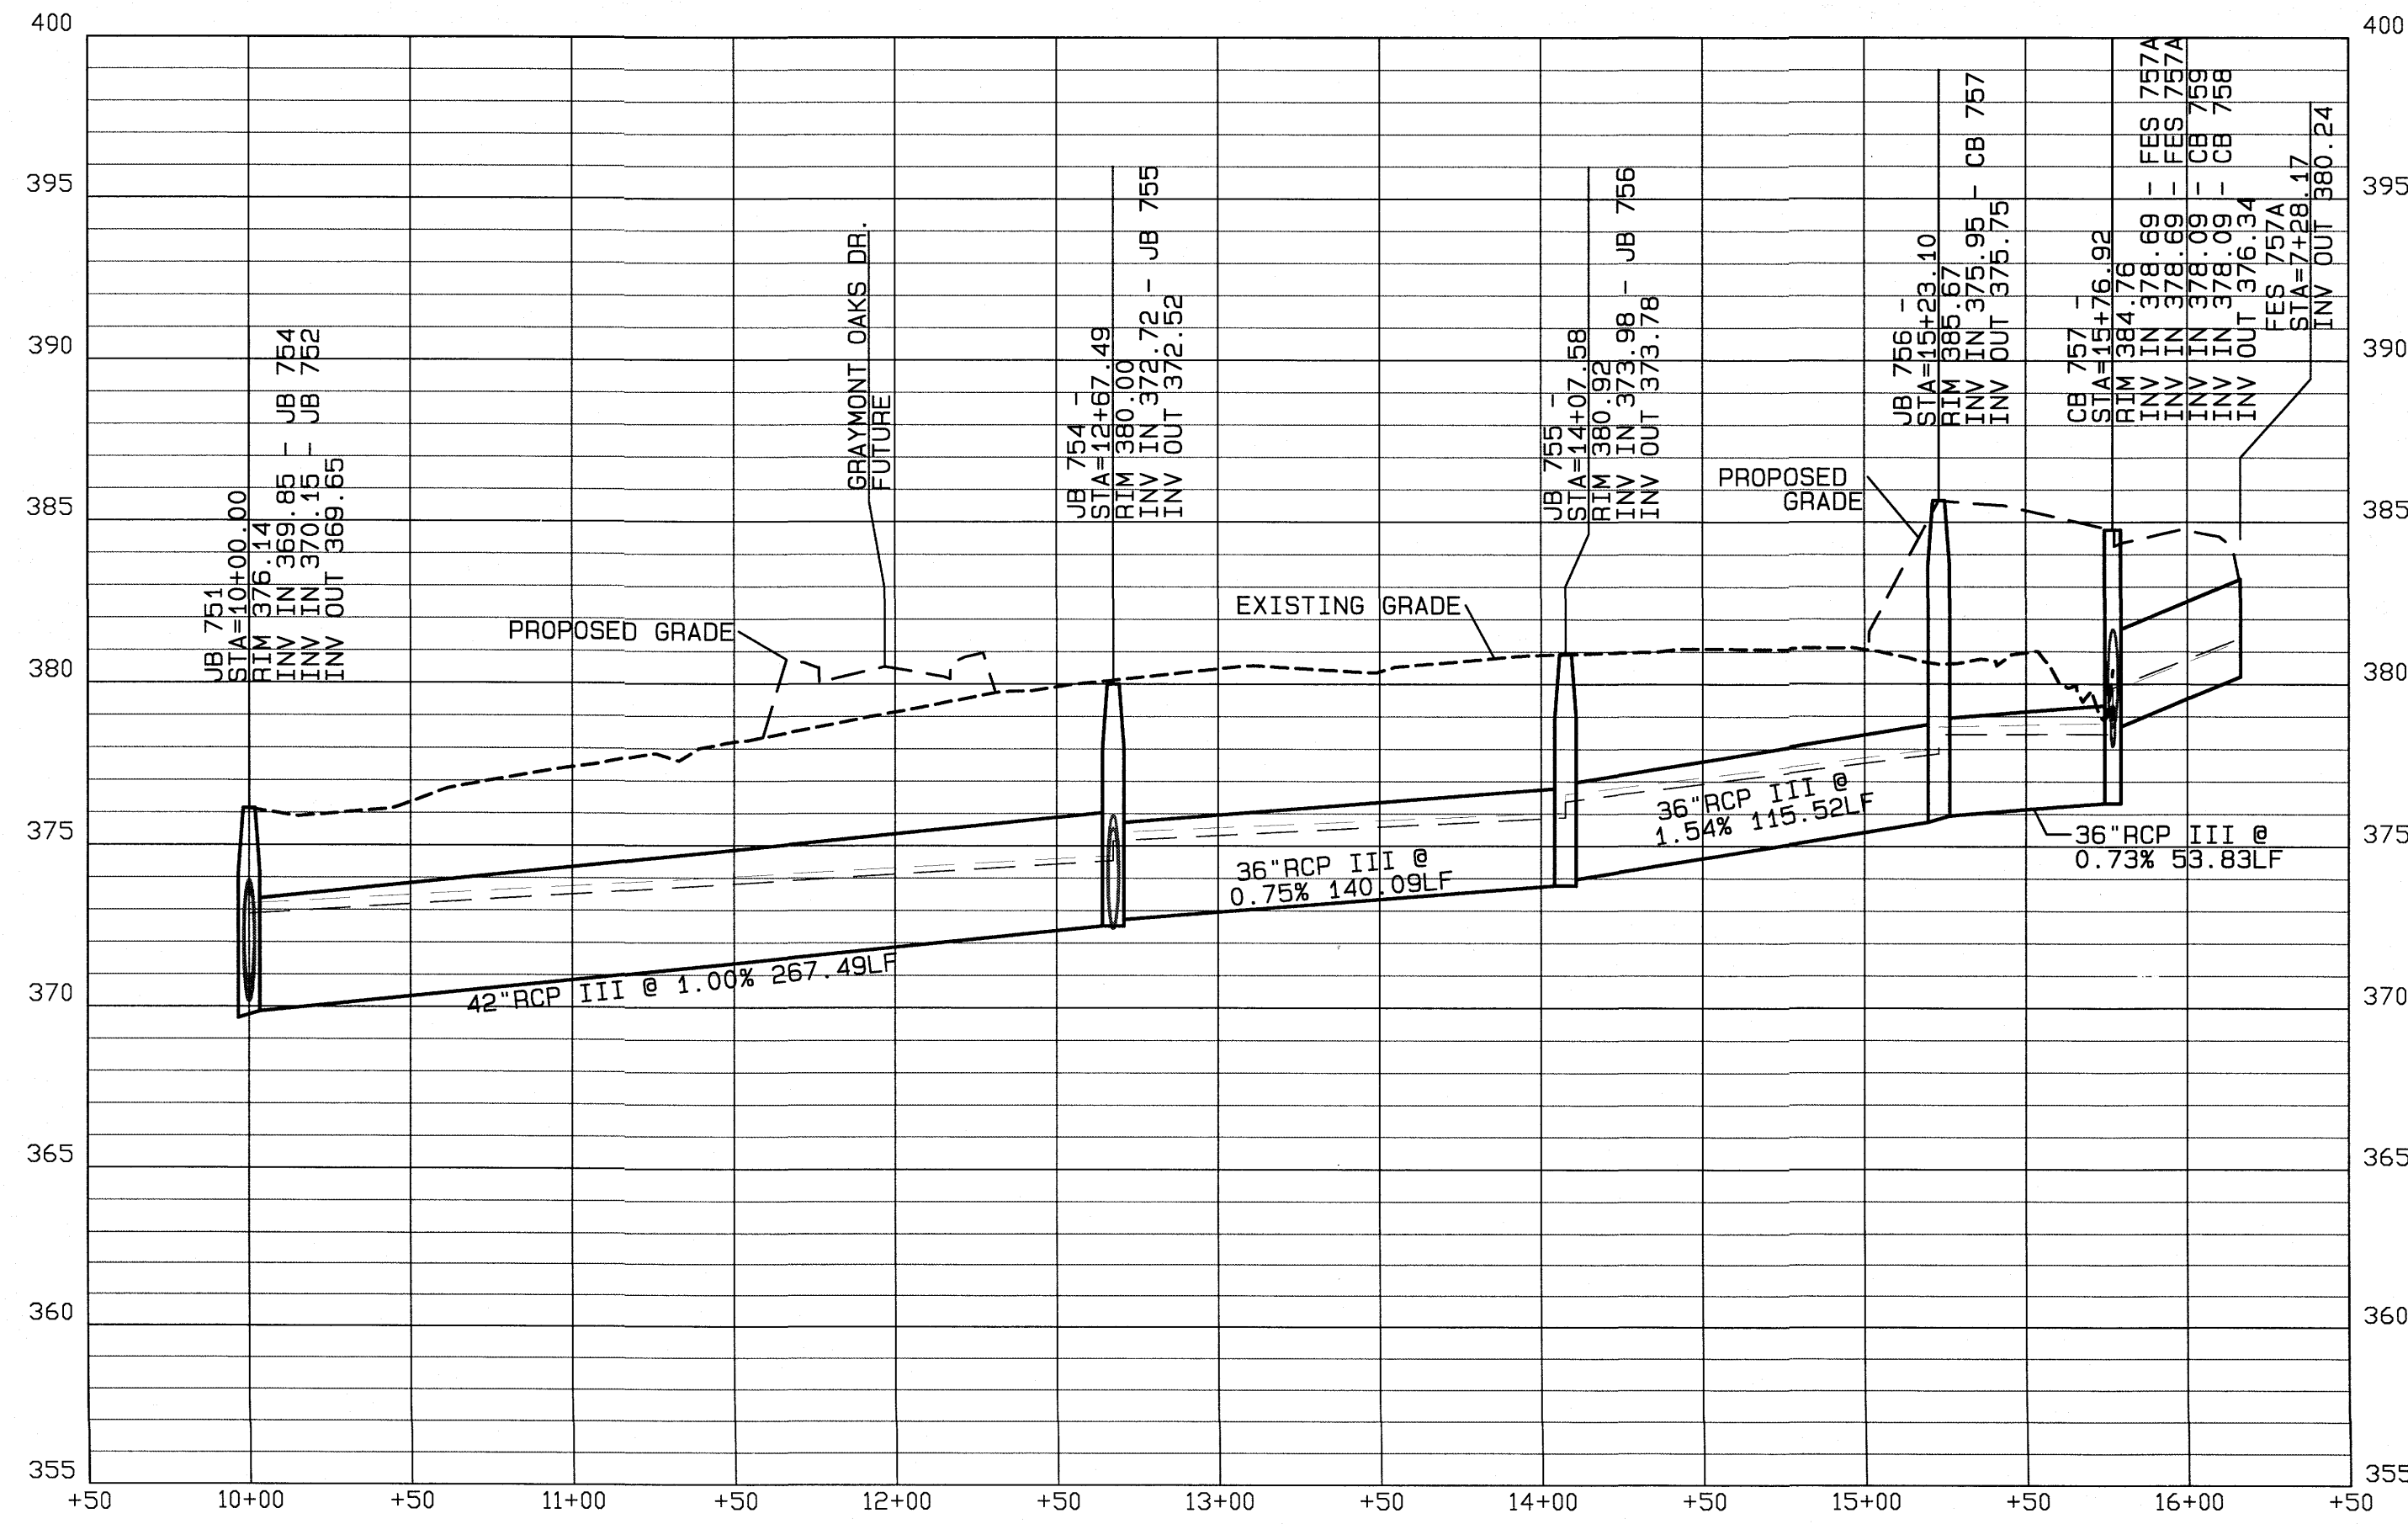 400
395
390
385
380
375
370
365
360
355
JB 751
STA=10+00.00
RIM 376.14
INV IN 369.85 - JB 754
INV IN 370.15 - JB 752
INV OUT 369.65
PROPOSED GRADE
GRAYMONT OAKS DR.
FUTURE
JB 754 -
STA=12+67.49
RIM 380.00
INV IN 372.72 - JB 755
INV OUT 372.52
EXISTING GRADE
JB 755 -
STA=14+07.58
RIM 380.92
INV IN 373.98 - JB 756
INV OUT 373.78
PROPOSED
GRADE
JB 756 -
STA=15+23.10
RIM 385.67
INV IN 375.95 - CB 757
INV OUT 375.75
CB 757 -
STA=15+76.92
RIM 384.76
INV IN 378.69 - FES 757A
INV IN 378.69 - FES 757A
INV IN 378.09 - CB 759
INV IN 378.09 - CB 758
INV OUT 376.34
FES 757A
STA=7+28.17
INV OUT 380.24
42"RCP III @ 1.00% 267.49LF
36"RCP III @
0.75% 140.09LF
36"RCP III @
1.54% 115.52LF
36"RCP III @
0.73% 53.83LF
400
395
390
385
380
375
370
365
360
355
+50 10+00 +50 11+00 +50 12+00 +50 13+00 +50 14+00 +50 15+00 +50 16+00 +50